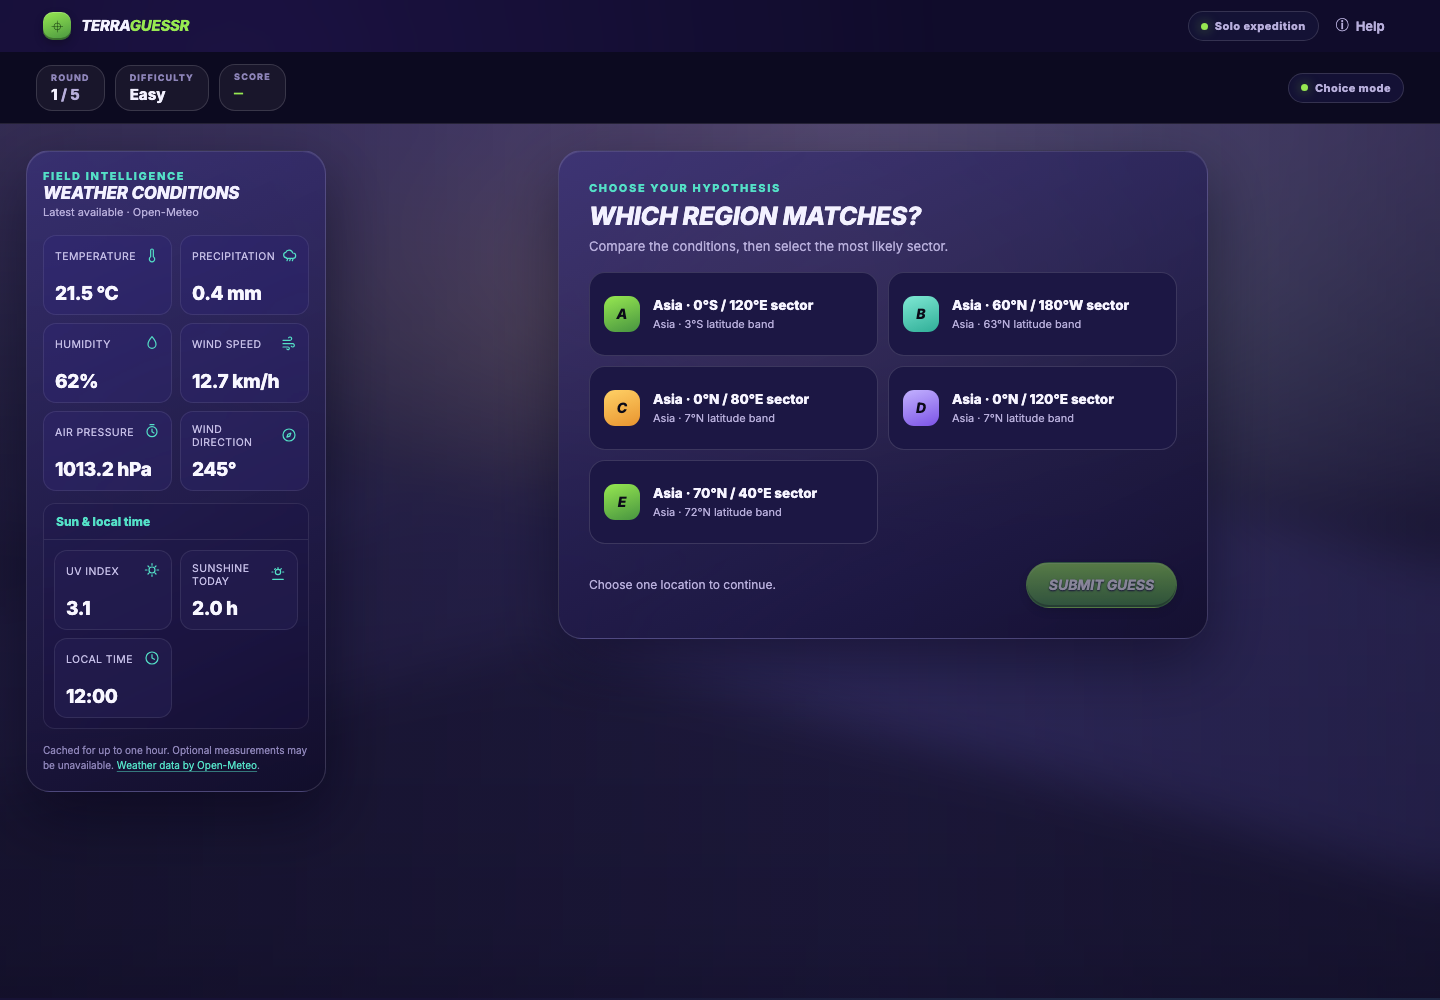 TERRAGUESSR
Solo expedition
Help
ROUND
1 / 5
DIFFICULTY
Easy
SCORE
–
Choice mode
FIELD INTELLIGENCE
WEATHER CONDITIONS
Latest available · Open-Meteo
TEMPERATURE
21.5 °C
PRECIPITATION
0.4 mm
HUMIDITY
62%
WIND SPEED
12.7 km/h
AIR PRESSURE
1013.2 hPa
WIND
DIRECTION
245°
Sun & local time
UV INDEX
3.1
SUNSHINE
TODAY
2.0 h
LOCAL TIME
12:00
Cached for up to one hour. Optional measurements may
be unavailable. Weather data by Open-Meteo.
CHOOSE YOUR HYPOTHESIS
WHICH REGION MATCHES?
Compare the conditions, then select the most likely sector.
A
Asia · 0°S / 120°E sector
Asia · 3°S latitude band
B
Asia · 60°N / 180°W sector
Asia · 63°N latitude band
C
Asia · 0°N / 80°E sector
Asia · 7°N latitude band
D
Asia · 0°N / 120°E sector
Asia · 7°N latitude band
E
Asia · 70°N / 40°E sector
Asia · 72°N latitude band
Choose one location to continue.
SUBMIT GUESS